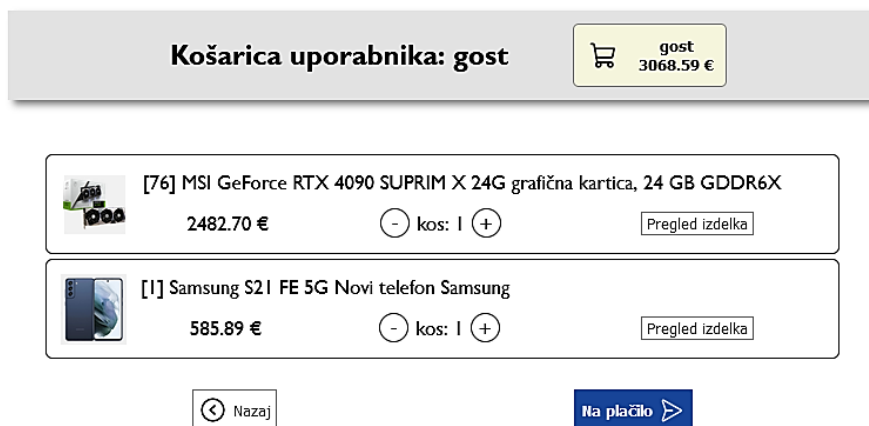 Košarica uporabnika: gost
gost
3068.59 €
[76] MSI GeForce RTX 4090 SUPRIM X 24G grafična kartica, 24 GB GDDR6X
2482.70 € - kos: 1 + Pregled izdelka
[1] Samsung S21 FE 5G Novi telefon Samsung
585.89 € - kos: 1 + Pregled izdelka
Nazaj Na plačilo